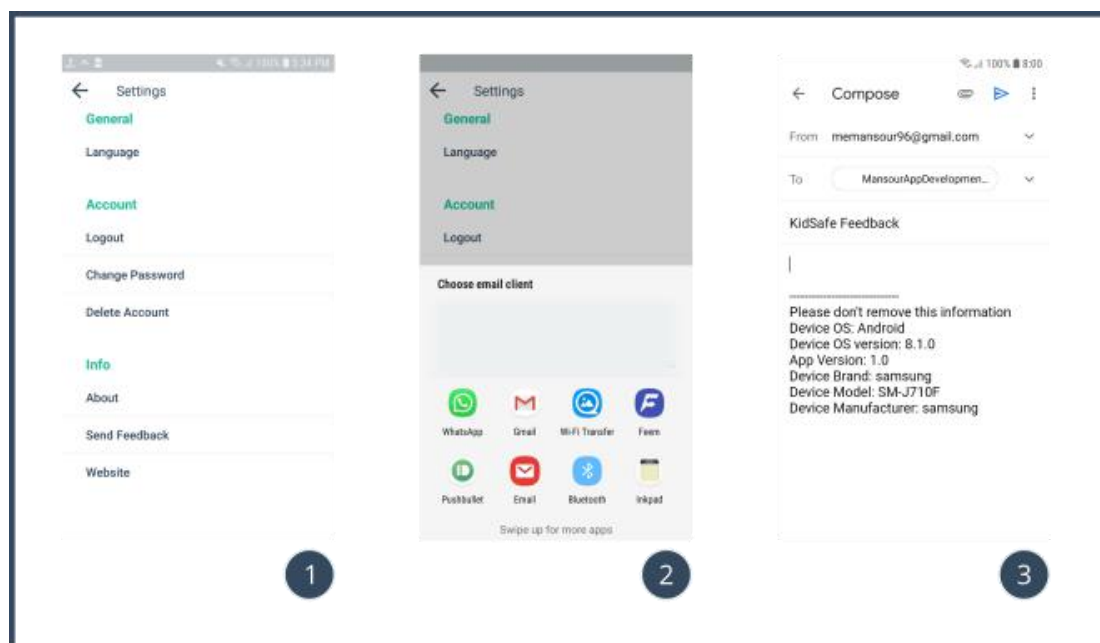 100% 5:34 PM
Settings
General
Language
Account
Logout
Change Password
Delete Account
Info
About
Send Feedback
Website
1
Settings
General
Language
Account
Logout
Choose email client
WhatsApp Gmail Wi-Fi Transfer Feem
Pushbullet Email Bluetooth Inkpad
Swipe up for more apps
2
100% 8:00
Compose
From memansour96@gmail.com
To MansourAppDevelopmen...
KidSafe Feedback
Please don't remove this information
Device OS: Android
Device OS version: 8.1.0
App Version: 1.0
Device Brand: samsung
Device Model: SM-J710F
Device Manufacturer: samsung
3